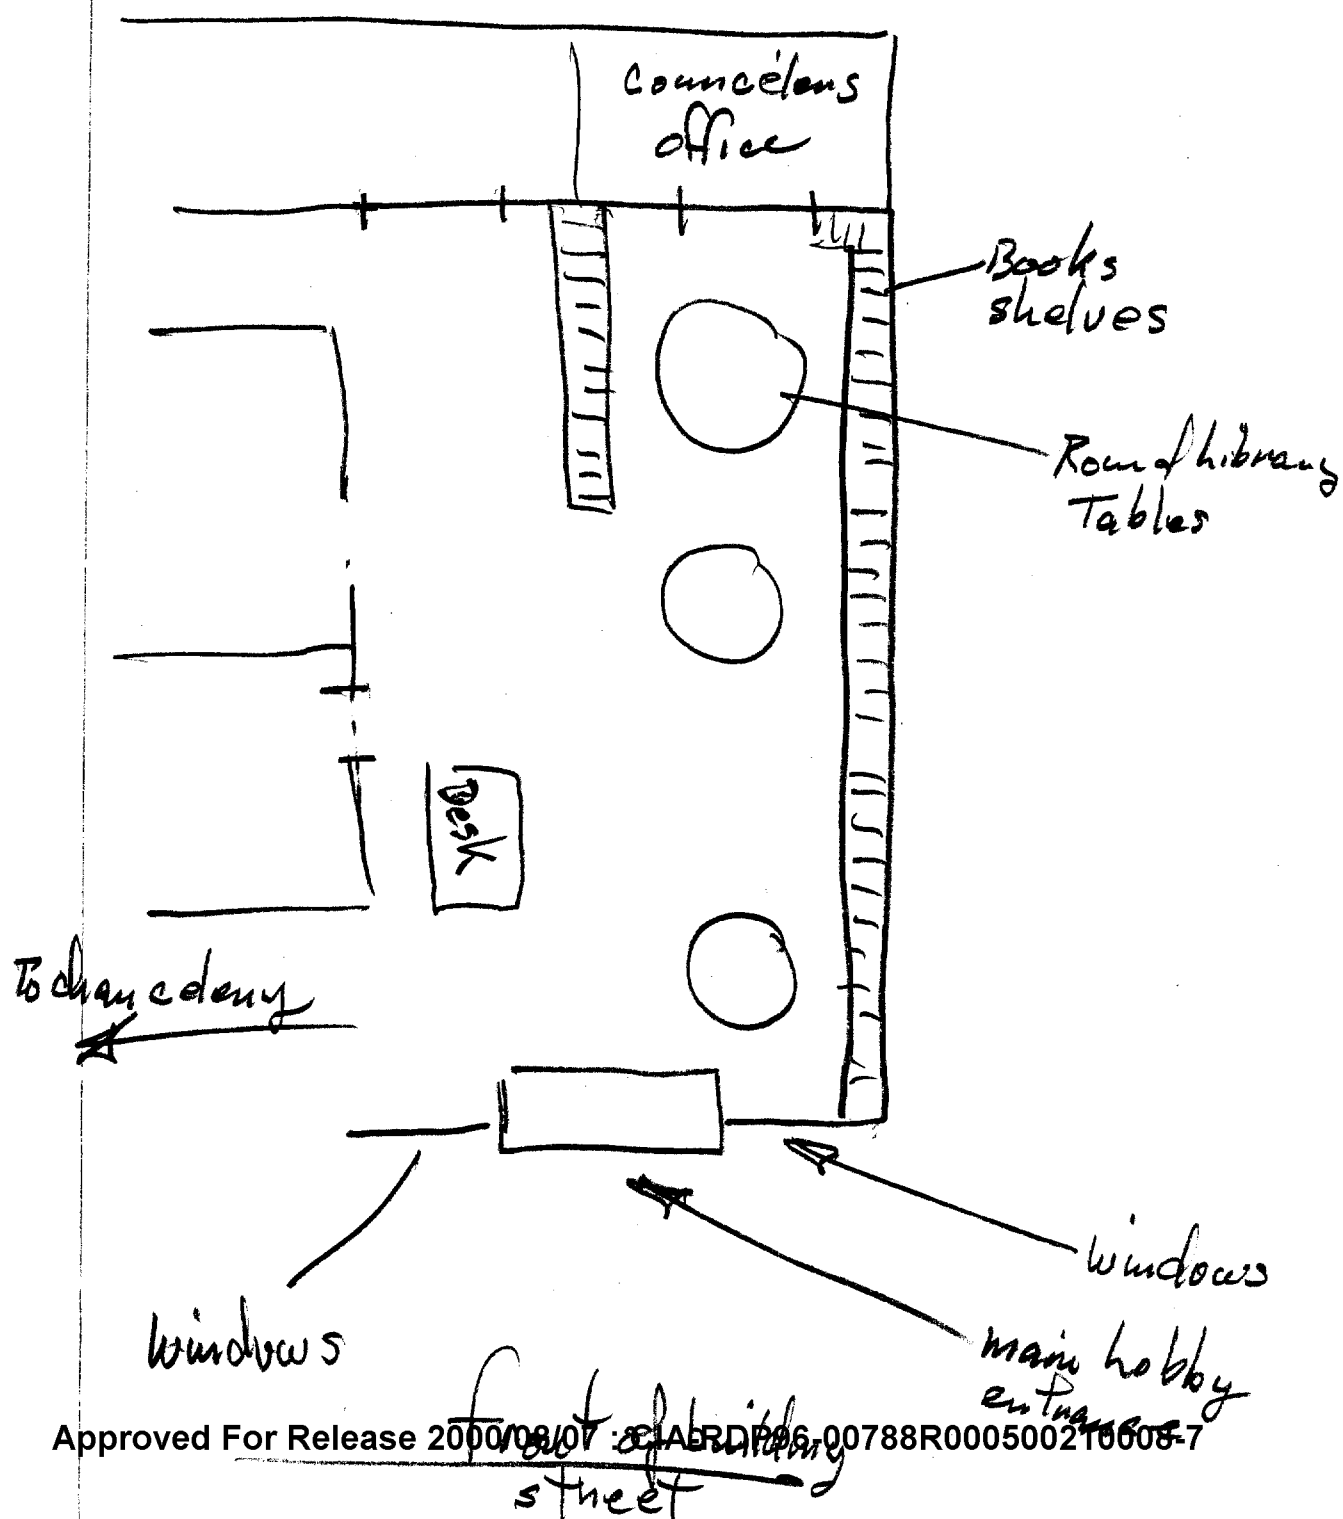 Councelors
office
Books
shelves
Round Library
Tables
Desk
To chancelery
windows
windows
main Lobby
entrance
front of building
Approved For Release 2000/08/07 : CIA-RDP96-00788R000500210008-7
street